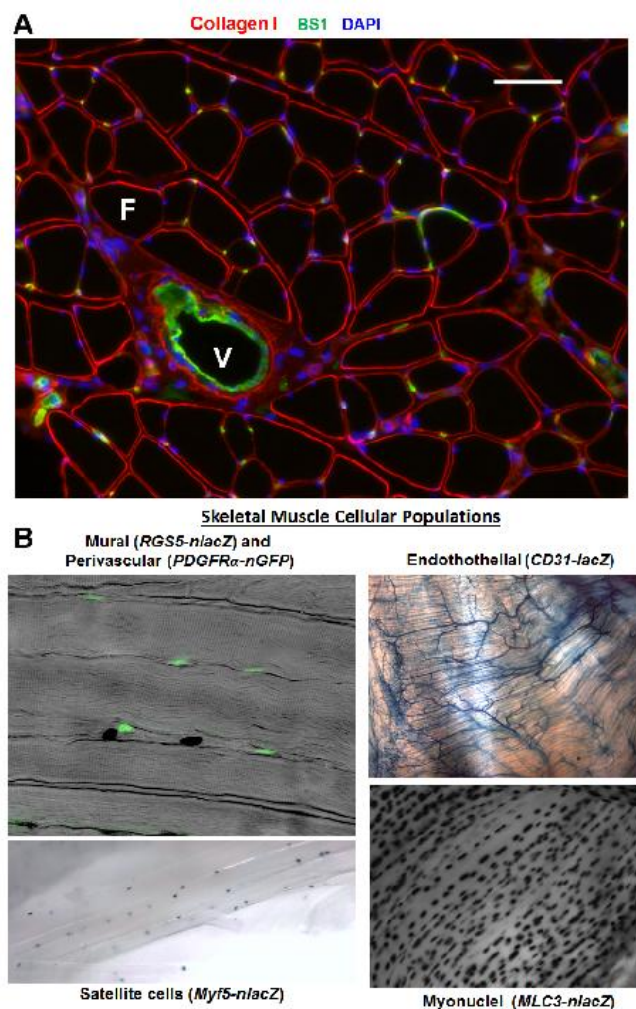 A
Collagen I BS1 DAPI
F
V
Skeletal Muscle Cellular Populations
B
Mural (RGS5-nlacZ) and
Perivascular (PDGFRα-nGFP)
Endothothellal (CD31-lacZ)
Satellite cells (Myf5-nlacZ)
Myonuclei (MLC3-nlacZ)